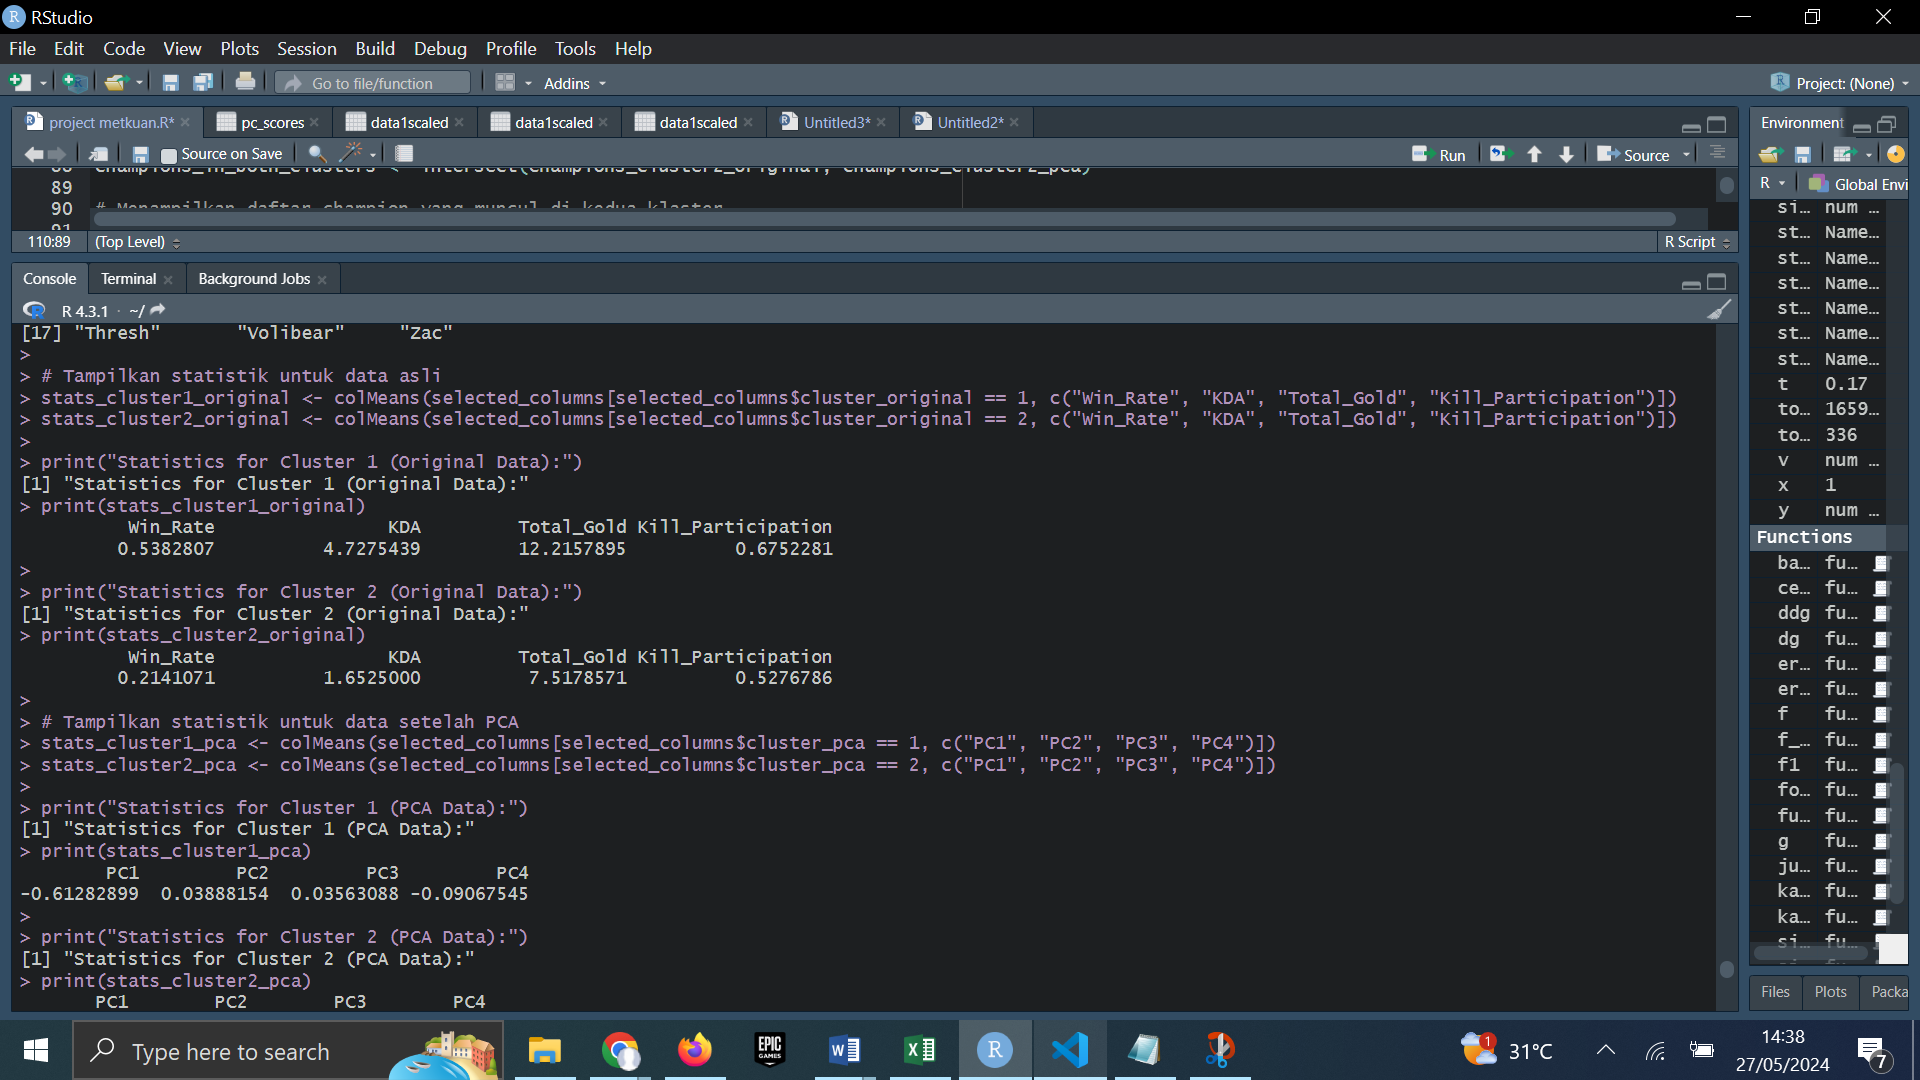 RStudio
File Edit Code View Plots Session Build Debug Profile Tools Help
Go to file/function Addins Project: (None)
project metkuan.R* pc_scores data1scaled data1scaled data1scaled Untitled3* Untitled2*
Source on Save Run Source
89
90
110:89 (Top Level) R Script
Console Terminal Background Jobs
R 4.3.1 · ~/
[17] "Thresh" "Volibear" "Zac"
>
> # Tampilkan statistik untuk data asli
> stats_cluster1_original <- colMeans(selected_columns[selected_columns$cluster_original == 1, c("Win_Rate", "KDA", "Total_Gold", "Kill_Participation")])
> stats_cluster2_original <- colMeans(selected_columns[selected_columns$cluster_original == 2, c("Win_Rate", "KDA", "Total_Gold", "Kill_Participation")])
>
> print("Statistics for Cluster 1 (Original Data):")
[1] "Statistics for Cluster 1 (Original Data):"
> print(stats_cluster1_original)
Win_Rate KDA Total_Gold Kill_Participation
0.5382807 4.7275439 12.2157895 0.6752281
>
> print("Statistics for Cluster 2 (Original Data):")
[1] "Statistics for Cluster 2 (Original Data):"
> print(stats_cluster2_original)
Win_Rate KDA Total_Gold Kill_Participation
0.2141071 1.6525000 7.5178571 0.5276786
>
> # Tampilkan statistik untuk data setelah PCA
> stats_cluster1_pca <- colMeans(selected_columns[selected_columns$cluster_pca == 1, c("PC1", "PC2", "PC3", "PC4")])
> stats_cluster2_pca <- colMeans(selected_columns[selected_columns$cluster_pca == 2, c("PC1", "PC2", "PC3", "PC4")])
>
> print("Statistics for Cluster 1 (PCA Data):")
[1] "Statistics for Cluster 1 (PCA Data):"
> print(stats_cluster1_pca)
PC1 PC2 PC3 PC4
-0.61282899 0.03888154 0.03563088 -0.09067545
>
> print("Statistics for Cluster 2 (PCA Data):")
[1] "Statistics for Cluster 2 (PCA Data):"
> print(stats_cluster2_pca)
PC1 PC2 PC3 PC4
Environment
R Global Envi
si… num …
st… Name…
st… Name…
st… Name…
st… Name…
st… Name…
st… Name…
t 0.17
to… 1659…
to… 336
v num …
x 1
y num …
Functions
ba… fu…
ce… fu…
ddg fu…
dg fu…
er… fu…
er… fu…
f fu…
f_… fu…
f1 fu…
fo… fu…
fu… fu…
g fu…
ju… fu…
ka… fu…
ka… fu…
si… fu…
Files Plots Packa
Type here to search
EPIC
GAMES
1
31°C
14:38
27/05/2024
7